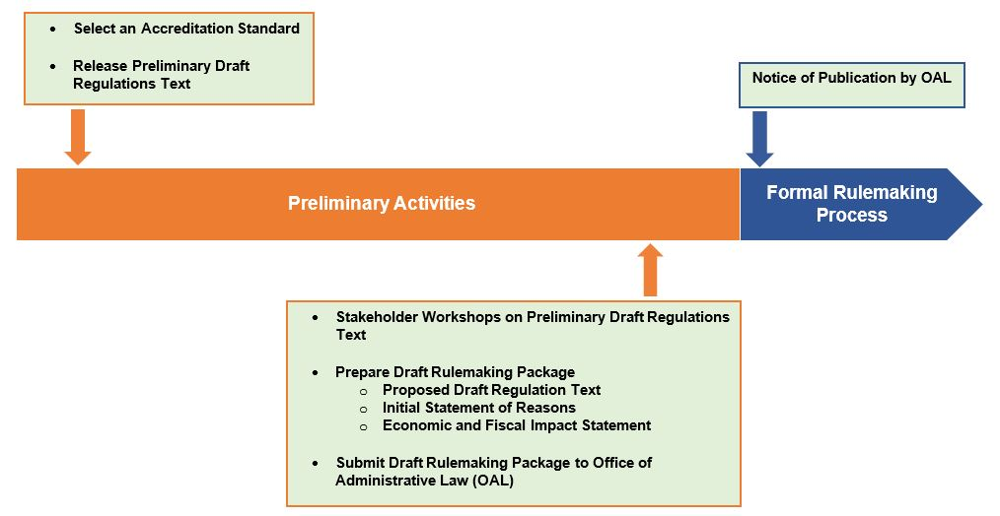 • Select an Accreditation Standard
• Release Preliminary Draft
Regulations Text
Notice of Publication by OAL
Preliminary Activities
Formal Rulemaking
Process
• Stakeholder Workshops on Preliminary Draft Regulations
Text
• Prepare Draft Rulemaking Package
o Proposed Draft Regulation Text
o Initial Statement of Reasons
o Economic and Fiscal Impact Statement
• Submit Draft Rulemaking Package to Office of
Administrative Law (OAL)